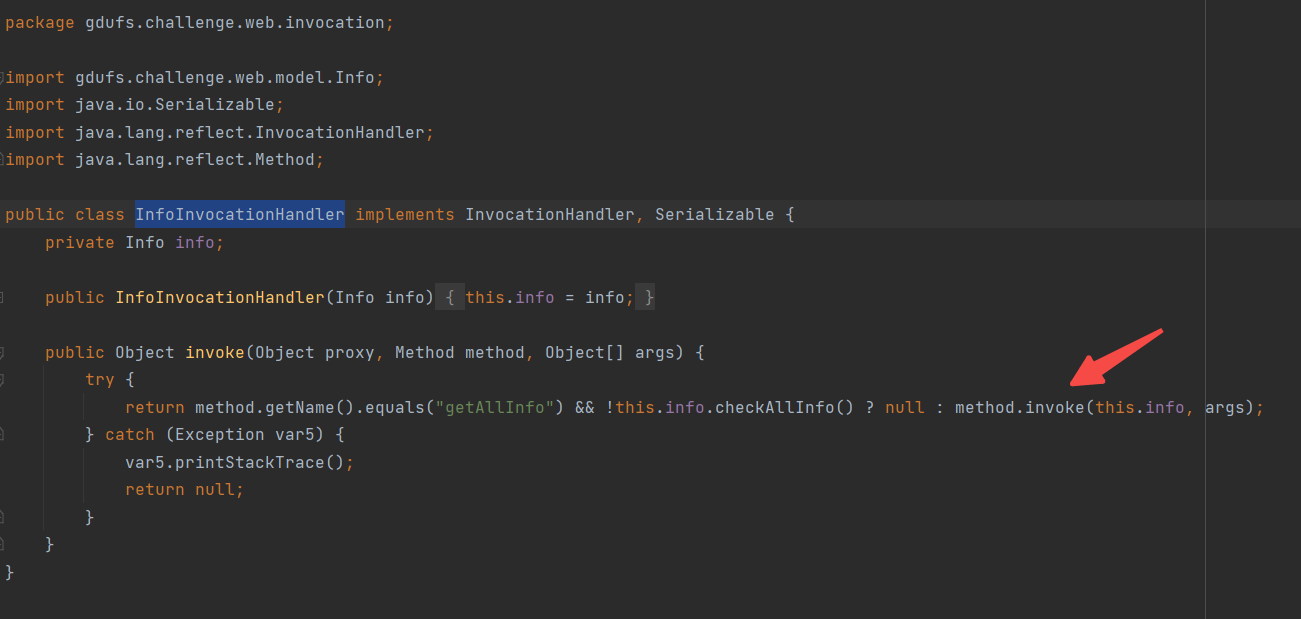 package gdufs.challenge.web.invocation;
import gdufs.challenge.web.model.Info;
import java.io.Serializable;
import java.lang.reflect.InvocationHandler;
import java.lang.reflect.Method;
public class InfoInvocationHandler implements InvocationHandler, Serializable {
private Info info;
public InfoInvocationHandler(Info info) { this.info = info; }
public Object invoke(Object proxy, Method method, Object[] args) {
try {
return method.getName().equals("getAllInfo") && !this.info.checkAllInfo() ? null : method.invoke(this.info, args);
} catch (Exception var5) {
var5.printStackTrace();
return null;
}
}
}